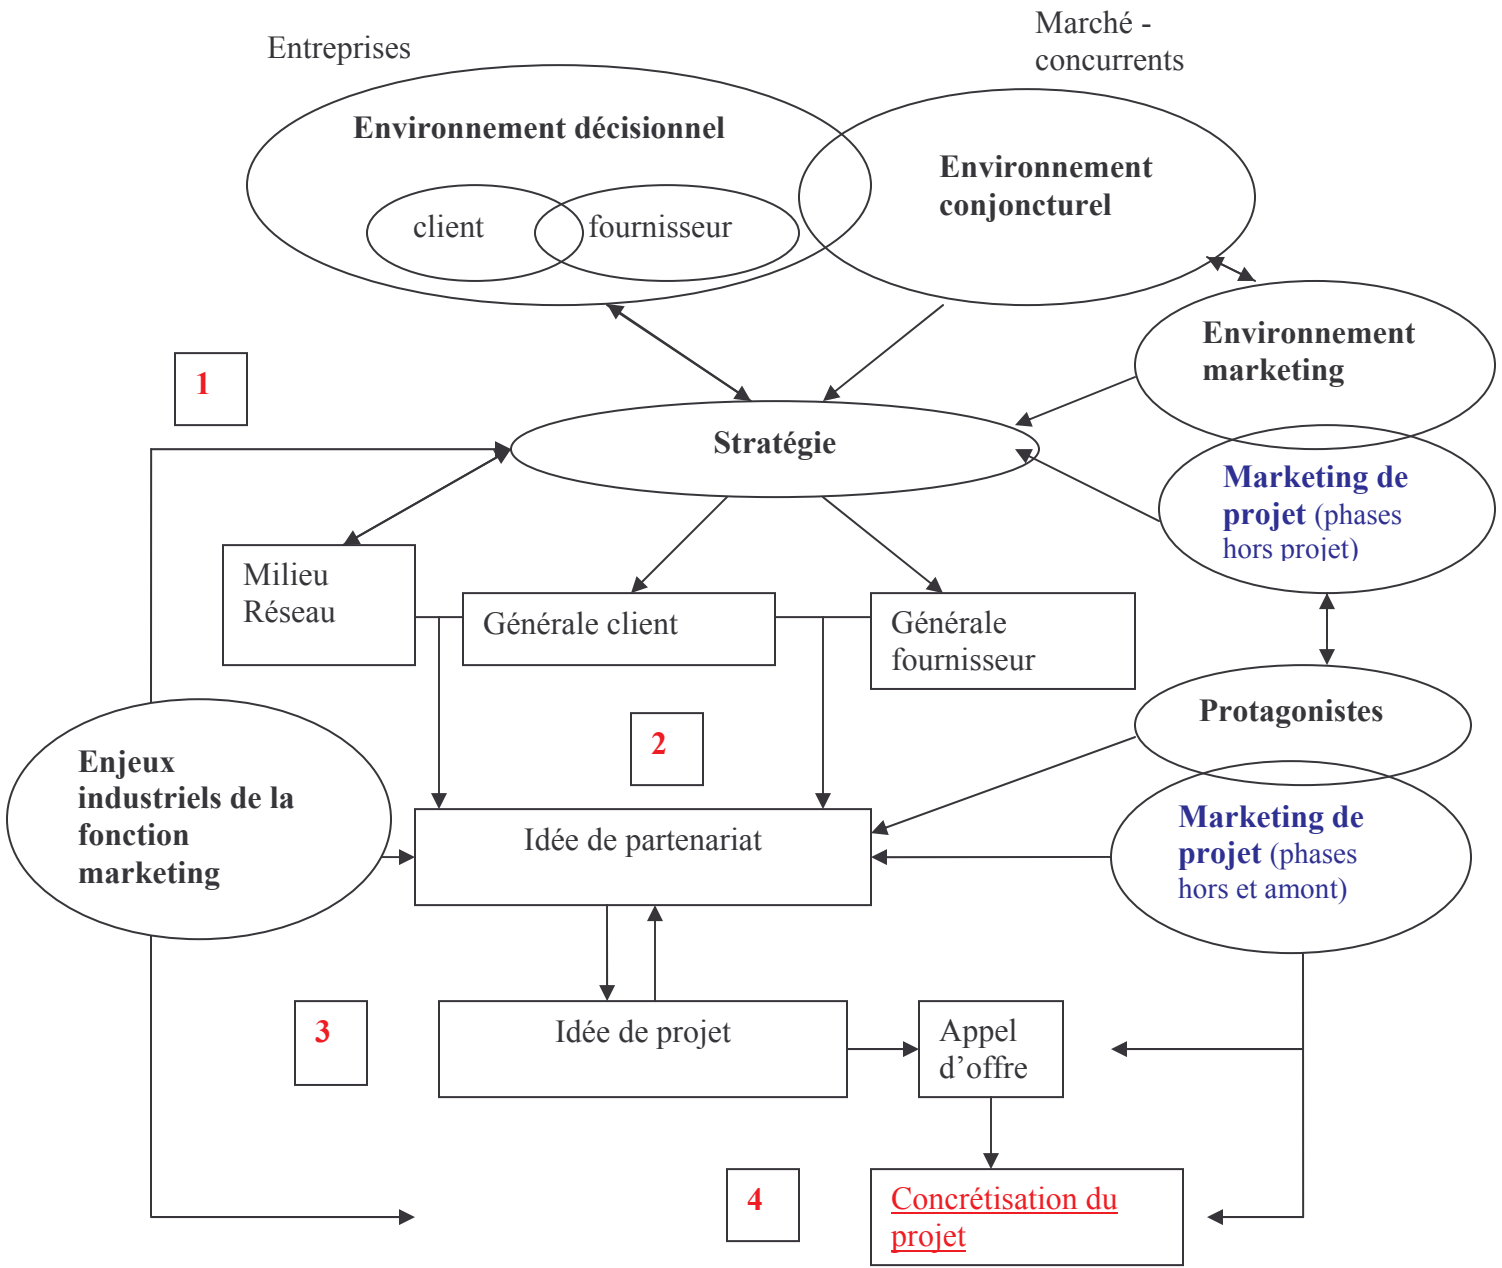 Entreprises
Marché -
concurrents
Environnement décisionnel
client
fournisseur
Environnement
conjoncturel
Environnement
marketing
1
Stratégie
Marketing de
projet (phases
hors projet)
Milieu
Réseau
Générale client
Générale
fournisseur
Protagonistes
2
Enjeux
industriels de la
fonction
marketing
Idée de partenariat
Marketing de
projet (phases
hors et amont)
3
Idée de projet
Appel
d’offre
4
Concrétisation du
projet